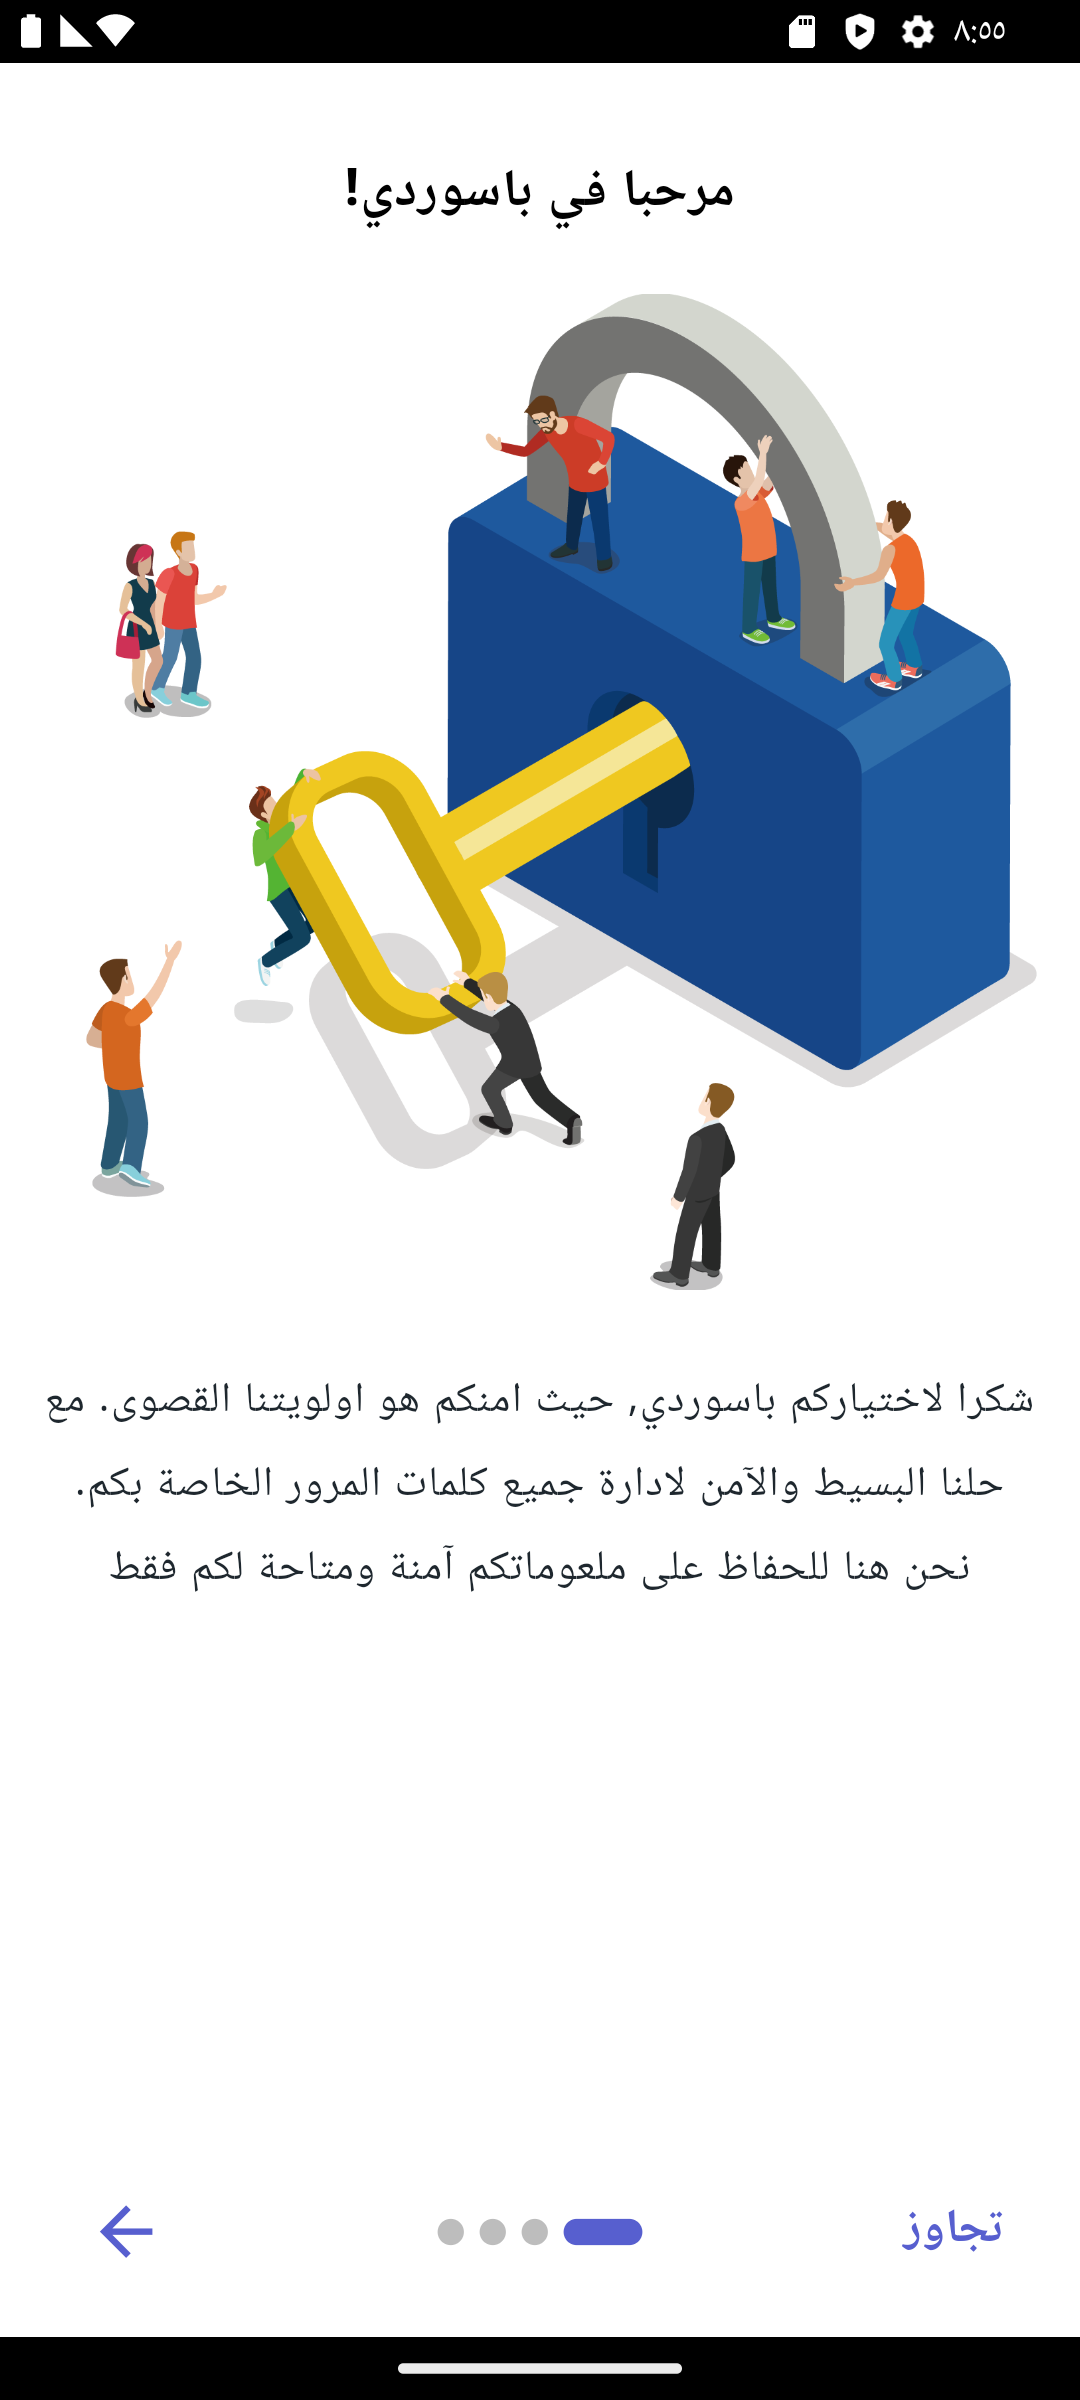 ٨:٥٥
مرحبا في باسوردي!
شكرا لاختياركم باسوردي, حيث امنكم هو اولويتنا القصوى. مع
حلنا البسيط والآمن لادارة جميع كلمات المرور الخاصة بكم.
نحن هنا للحفاظ على ملعوماتكم آمنة ومتاحة لكم فقط
تجاوز